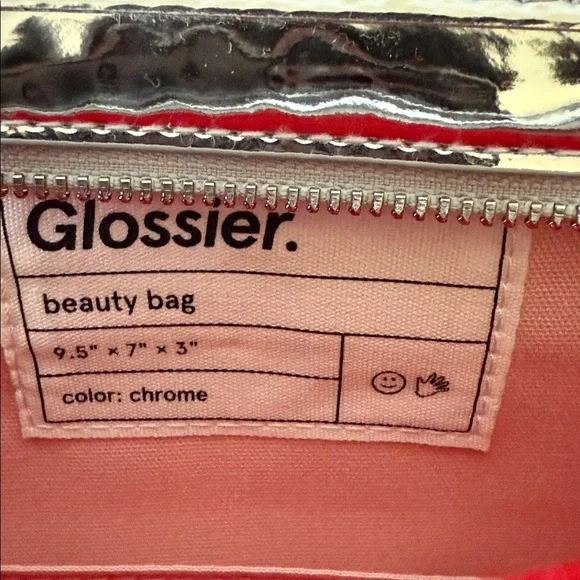 Glossier.
beauty bag
9.5" × 7" × 3"
color: chrome